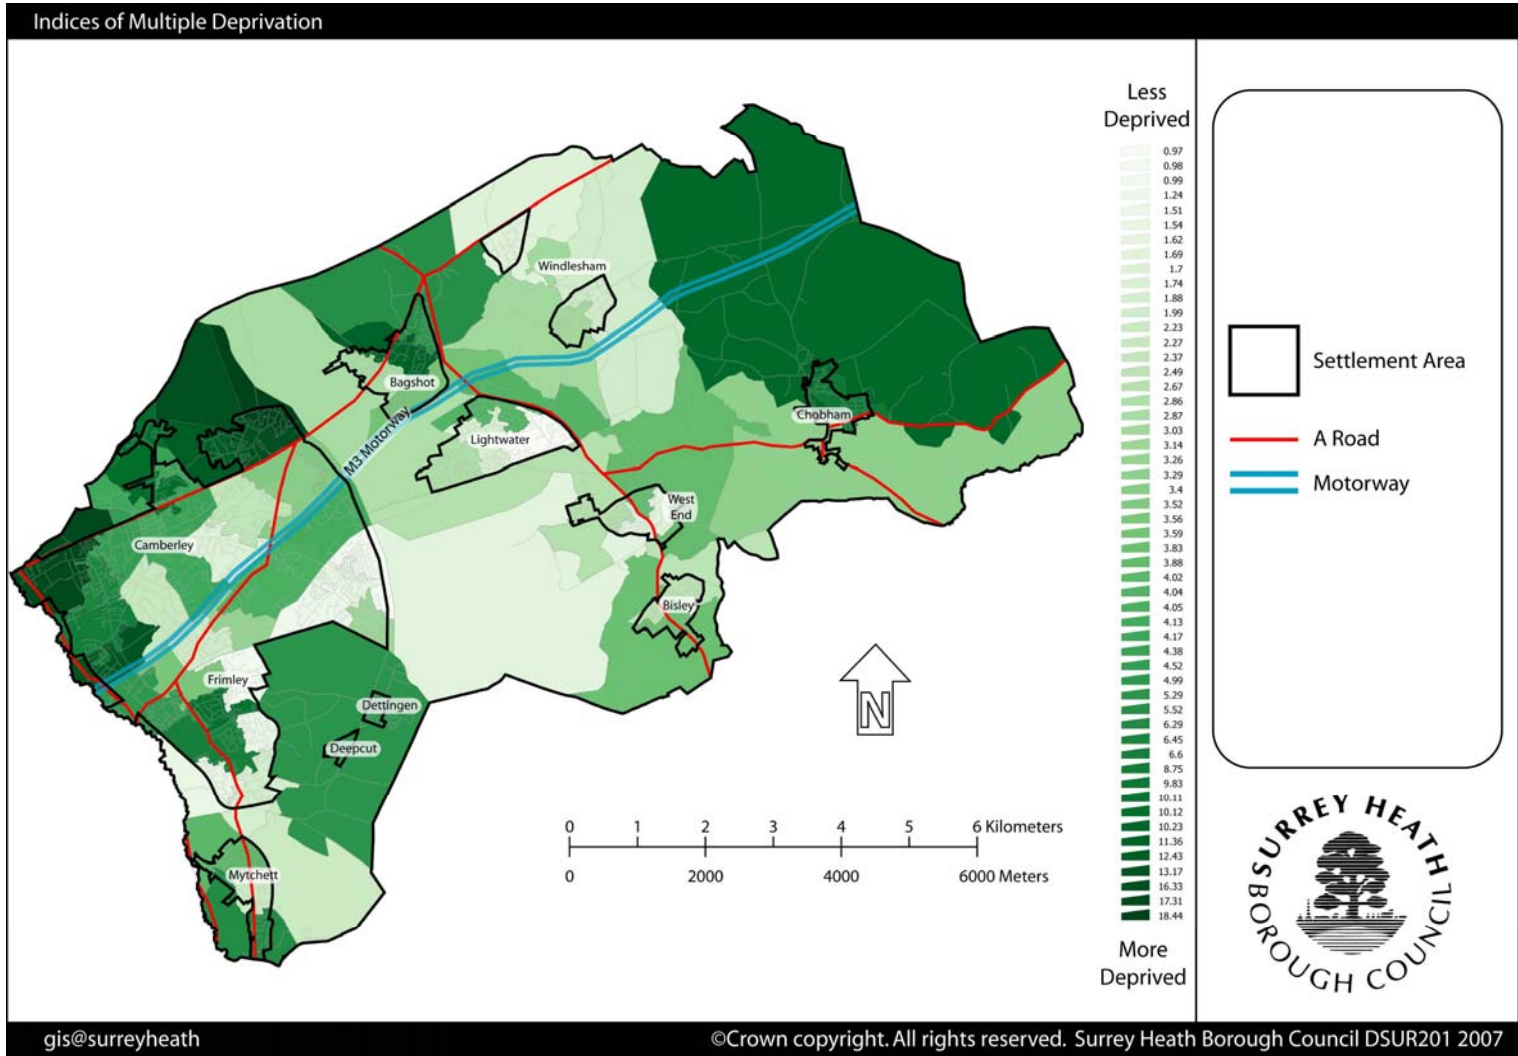 Indices of Multiple Deprivation
Less
Deprived
0.97
0.98
0.99
1.24
1.51
1.54
1.62
1.69
1.7
1.74
1.88
1.99
2.23
2.27
2.37
2.49
2.67
2.86
2.87
3.03
3.14
3.26
3.29
3.4
3.52
3.56
3.59
3.83
3.88
4.02
4.04
4.05
4.13
4.17
4.38
4.52
4.99
5.29
5.52
6.29
6.45
6.6
8.75
9.83
10.11
10.12
10.23
11.36
12.43
13.17
16.33
17.31
18.44
More
Deprived
Windlesham
Bagshot
M3 Motorway
Lightwater
Chobham
West
End
Camberley
Bisley
Frimley
Dettingen
Deepcut
Mytchett
N
0 1 2 3 4 5 6 Kilometers
0 2000 4000 6000 Meters
Settlement Area
A Road
Motorway
SURREY HEATH
BOROUGH COUNCIL
gis@surreyheath
©Crown copyright. All rights reserved. Surrey Heath Borough Council DSUR201 2007